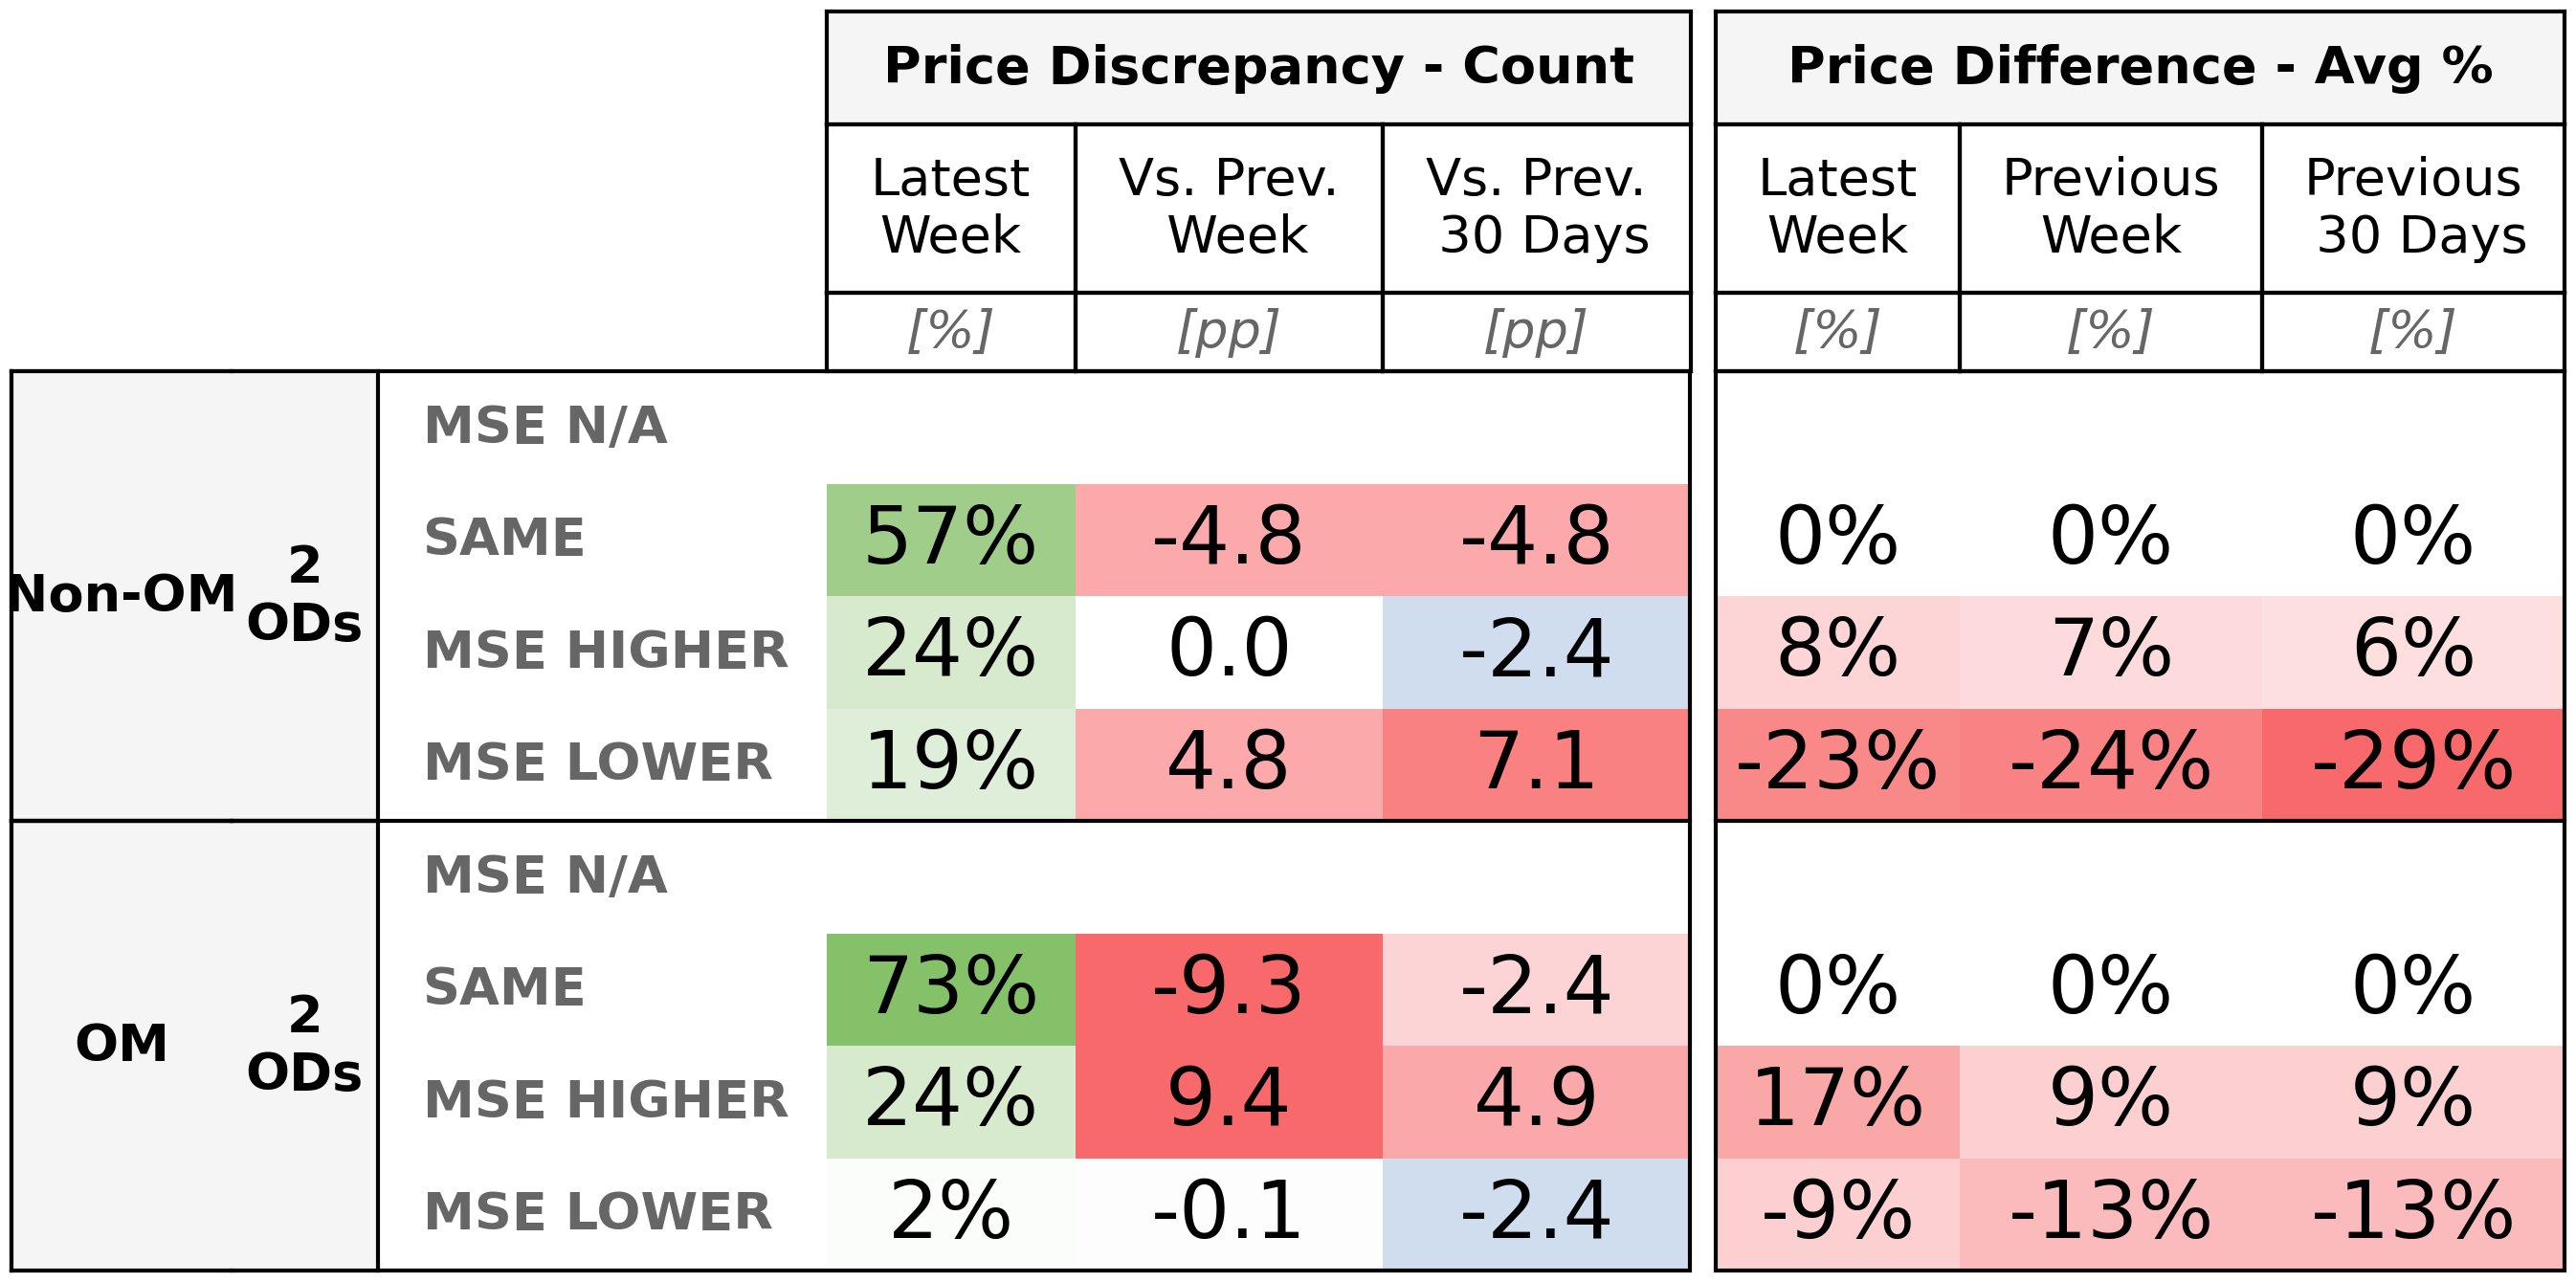 Price Discrepancy - Count Price Difference - Avg %
Latest Week Vs. Prev. Week Vs. Prev. 30 Days Latest Week Previous Week Previous 30 Days
[%] [pp] [pp] [%] [%] [%]
Non-OM 2 ODs
MSE N/A
SAME 57% -4.8 -4.8 0% 0% 0%
MSE HIGHER 24% 0.0 -2.4 8% 7% 6%
MSE LOWER 19% 4.8 7.1 -23% -24% -29%
OM 2 ODs
MSE N/A
SAME 73% -9.3 -2.4 0% 0% 0%
MSE HIGHER 24% 9.4 4.9 17% 9% 9%
MSE LOWER 2% -0.1 -2.4 -9% -13% -13%